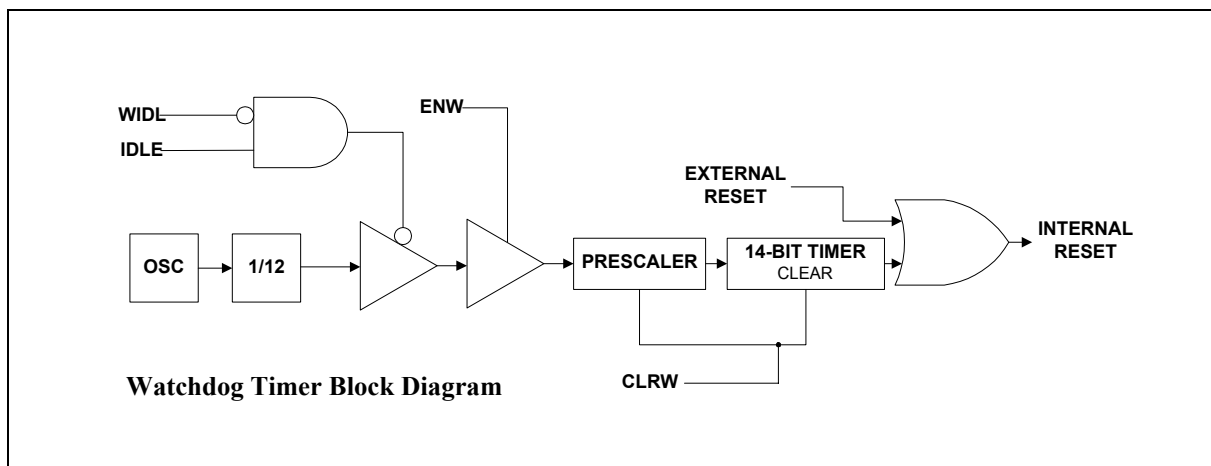 WIDL
IDLE
ENW
EXTERNAL
RESET
INTERNAL
RESET
OSC
1/12
PRESCALER
14-BIT TIMER
CLEAR
CLRW
Watchdog Timer Block Diagram